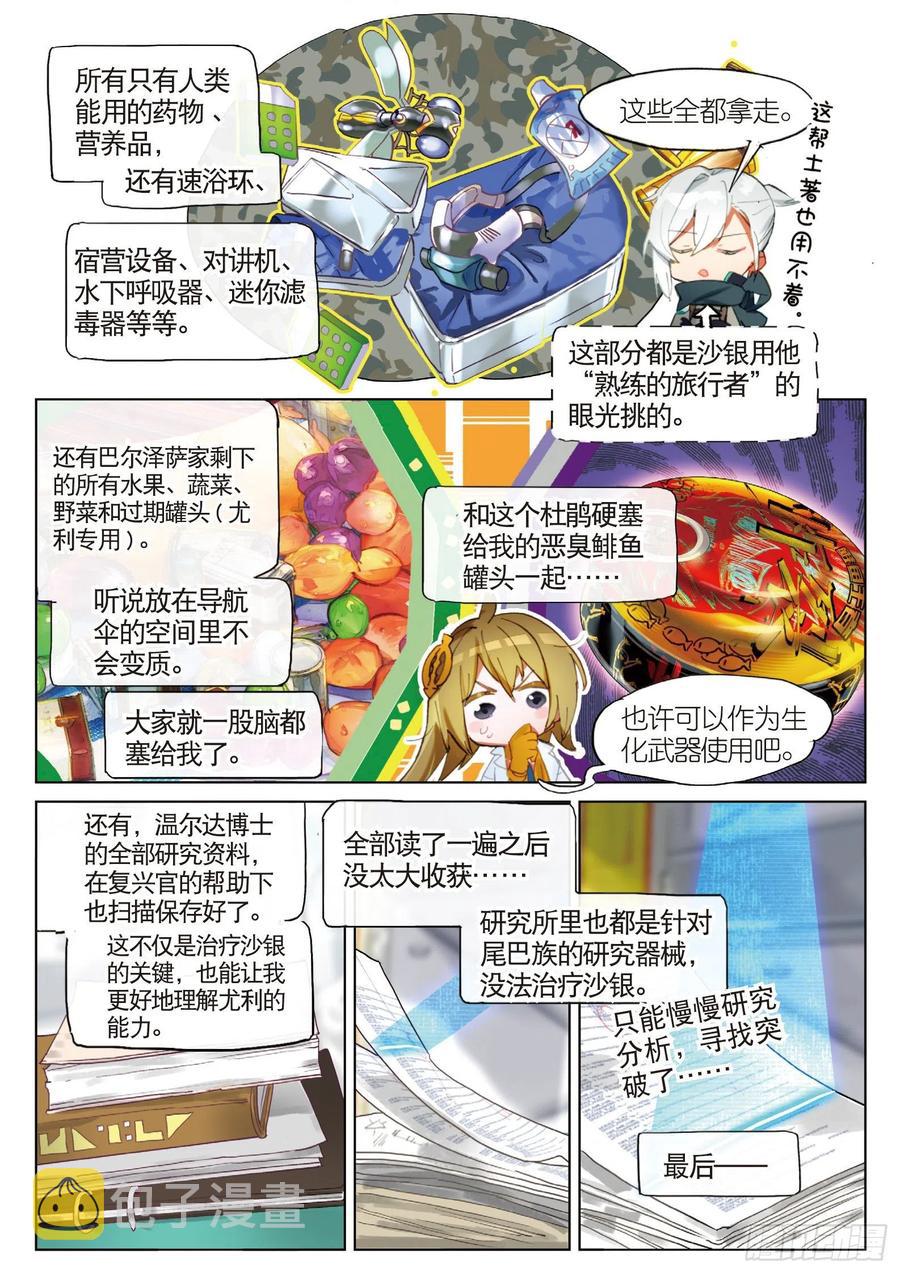 所有只有人类
能用的药物、
营养品，
还有速浴环、
宿营设备、对讲机、
水下呼吸器、迷你滤
毒器等等。
这些全都拿走。
这帮土著也用不着．
这部分都是沙银用他
“熟练的旅行者”的
眼光挑的。
还有巴尔泽萨家剩下
的所有水果、蔬菜、
野菜和过期罐头(尤
利专用)。
听说放在导航
伞的空间里不
会变质。
大家就一股脑都
塞给我了。
和这个杜鹃硬塞
给我的恶臭鲱鱼
罐头一起……
也许可以作为生
化武器使用吧。
还有，温尔达博士
的全部研究资料，
在复兴官的帮助下
也扫描保存好了。
这不仅是治疗沙银
的关键，也能让我
更好地理解尤利的
能力。
全部读了一遍之后
没太大收获……
研究所里也都是针对
尾巴族的研究器械，
没法治疗沙银。
只能慢慢研究
分析，寻找突
破了……
最后——
包子漫畫